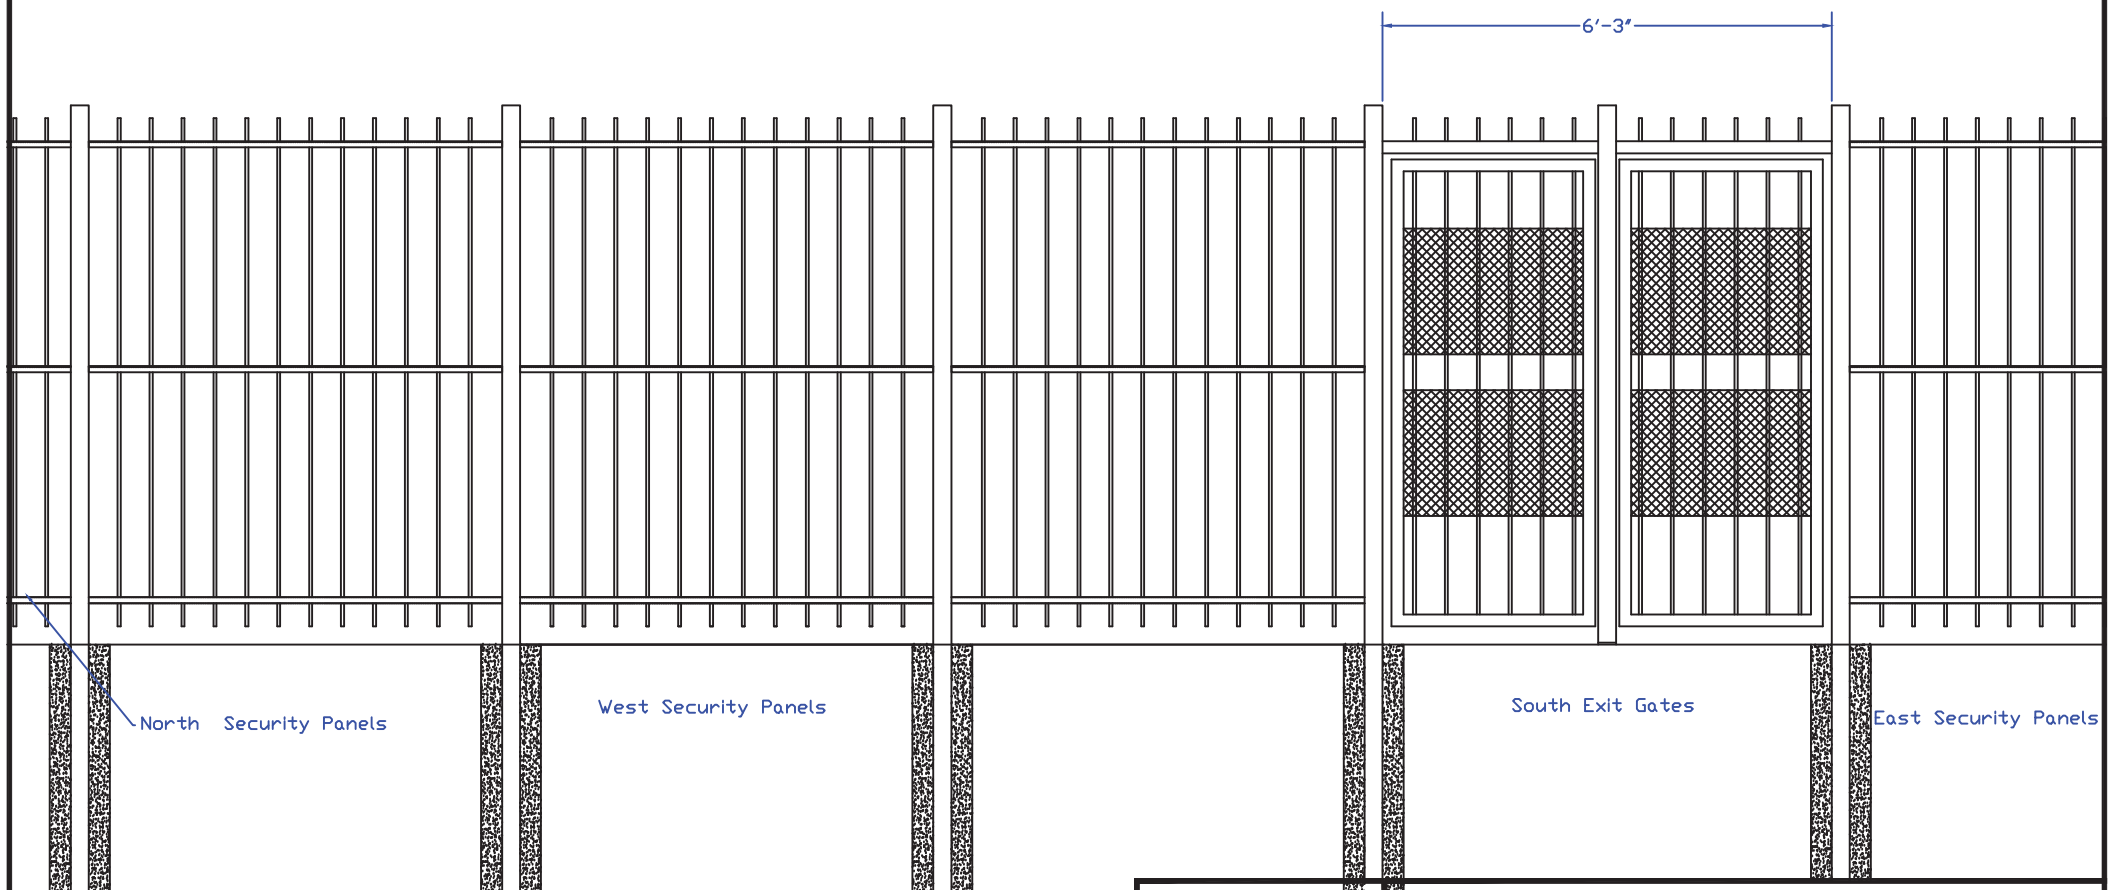 6'-3"
North Security Panels
West Security Panels
South Exit Gates
East Security Panels